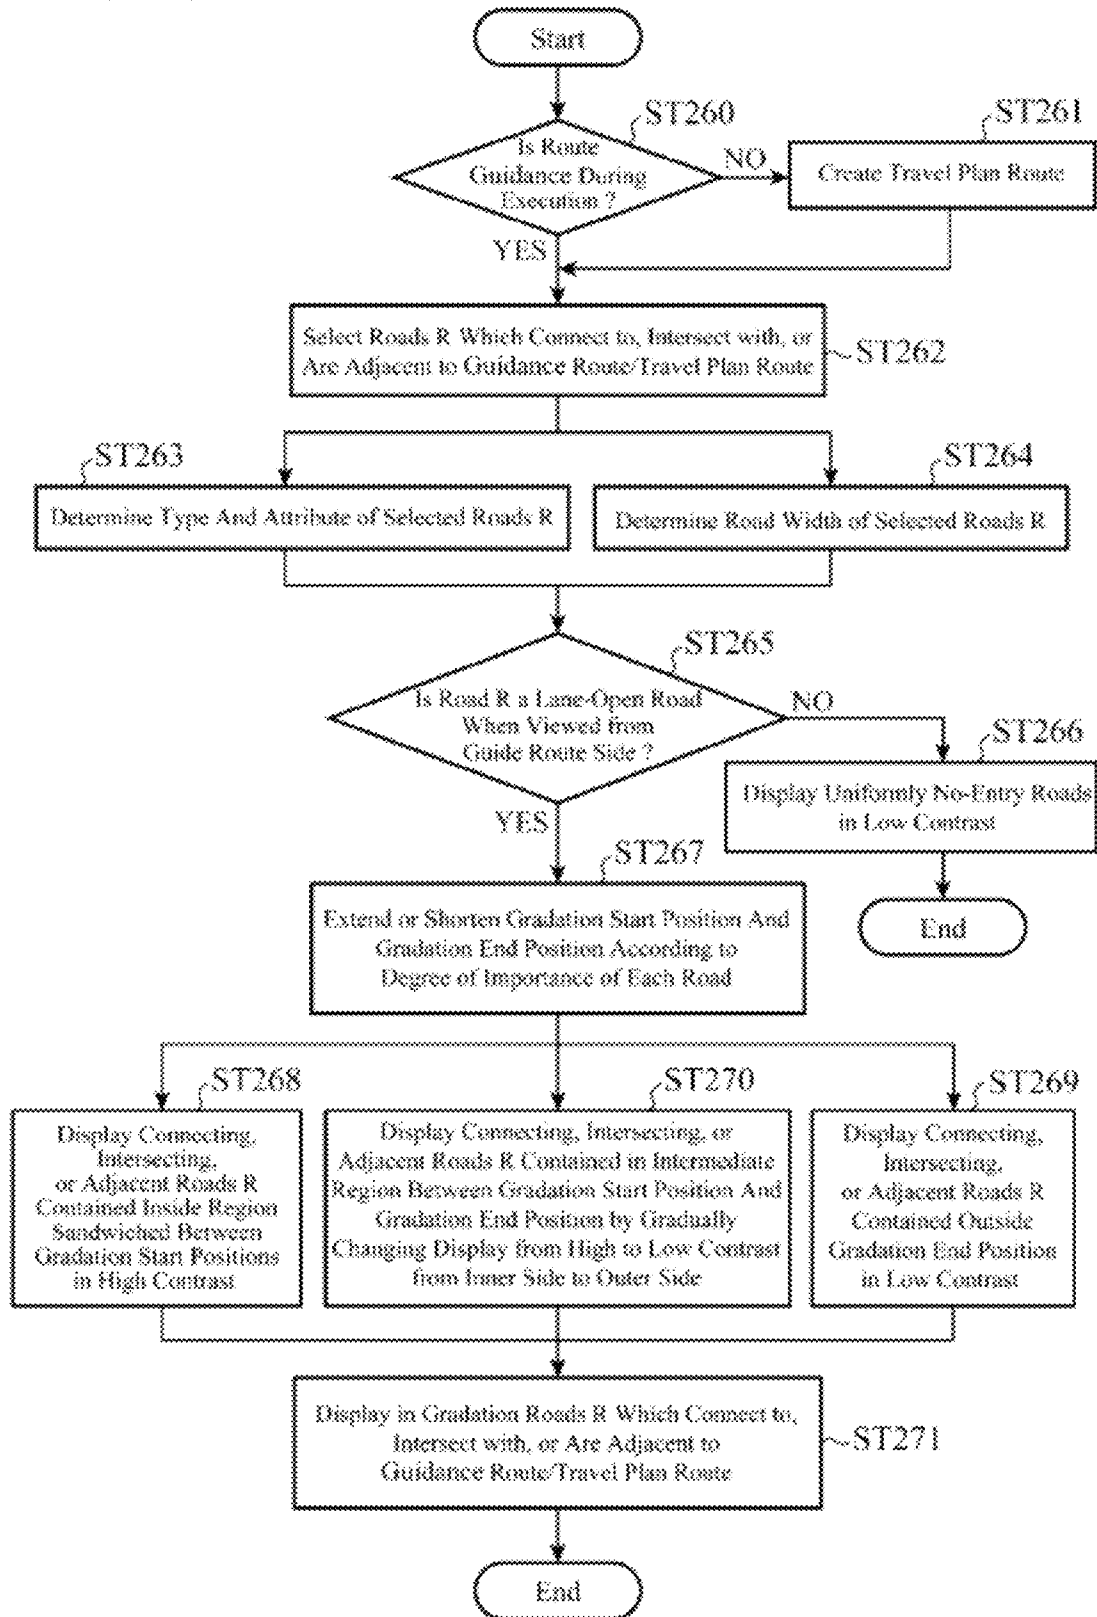 Start
ST260
Is Route
Guidance During
Execution ?
NO
ST261
Create Travel Plan Route
YES
Select Roads R Which Connect to, Intersect with, or
Are Adjacent to Guidance Route/Travel Plan Route
ST262
ST263
Determine Type And Attribute of Selected Roads R
ST264
Determine Road Width of Selected Roads R
ST265
Is Road R a Lane-Open Road
When Viewed from
Guide Route Side ?
NO
ST266
Display Uniformly No-Entry Roads
in Low Contrast
End
YES
ST267
Extend or Shorten Gradation Start Position And
Gradation End Position According to
Degree of Importance of Each Road
ST268
Display Connecting,
Intersecting,
or Adjacent Roads R
Contained Inside Region
Sandwiched Between
Gradation Start Positions
in High Contrast
ST270
Display Connecting, Intersecting, or
Adjacent Roads R Contained in Intermediate
Region Between Gradation Start Position And
Gradation End Position by Gradually
Changing Display from High to Low Contrast
from Inner Side to Outer Side
ST269
Display Connecting,
Intersecting,
or Adjacent Roads R
Contained Outside
Gradation End Position
in Low Contrast
Display in Gradation Roads R Which Connect to,
Intersect with, or Are Adjacent to
Guidance Route/Travel Plan Route
ST271
End